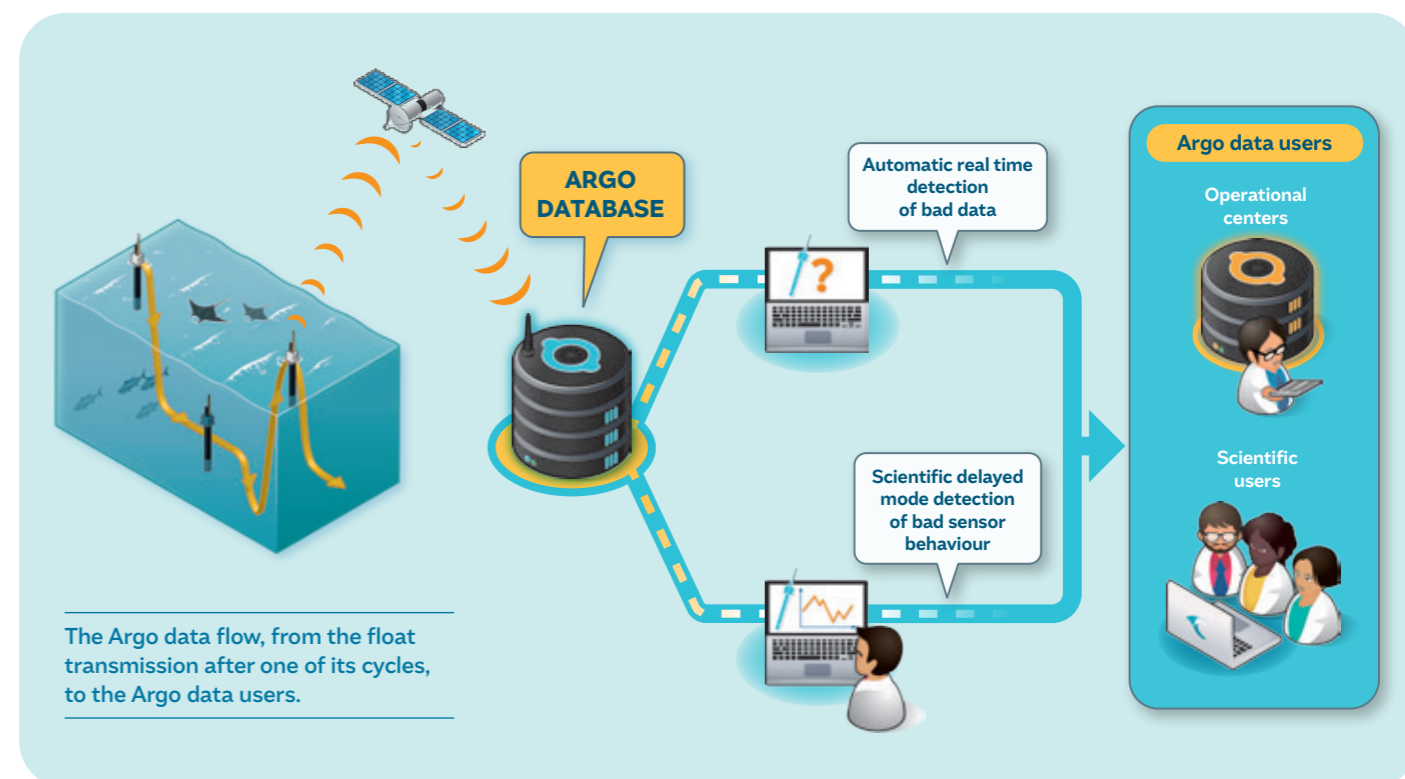 ARGO
DATABASE
Automatic real time
detection
of bad data
?
Scientific delayed
mode detection
of bad sensor
behaviour
Argo data users
Operational
centers
Scientific
users
The Argo data flow, from the float
transmission after one of its cycles,
to the Argo data users.